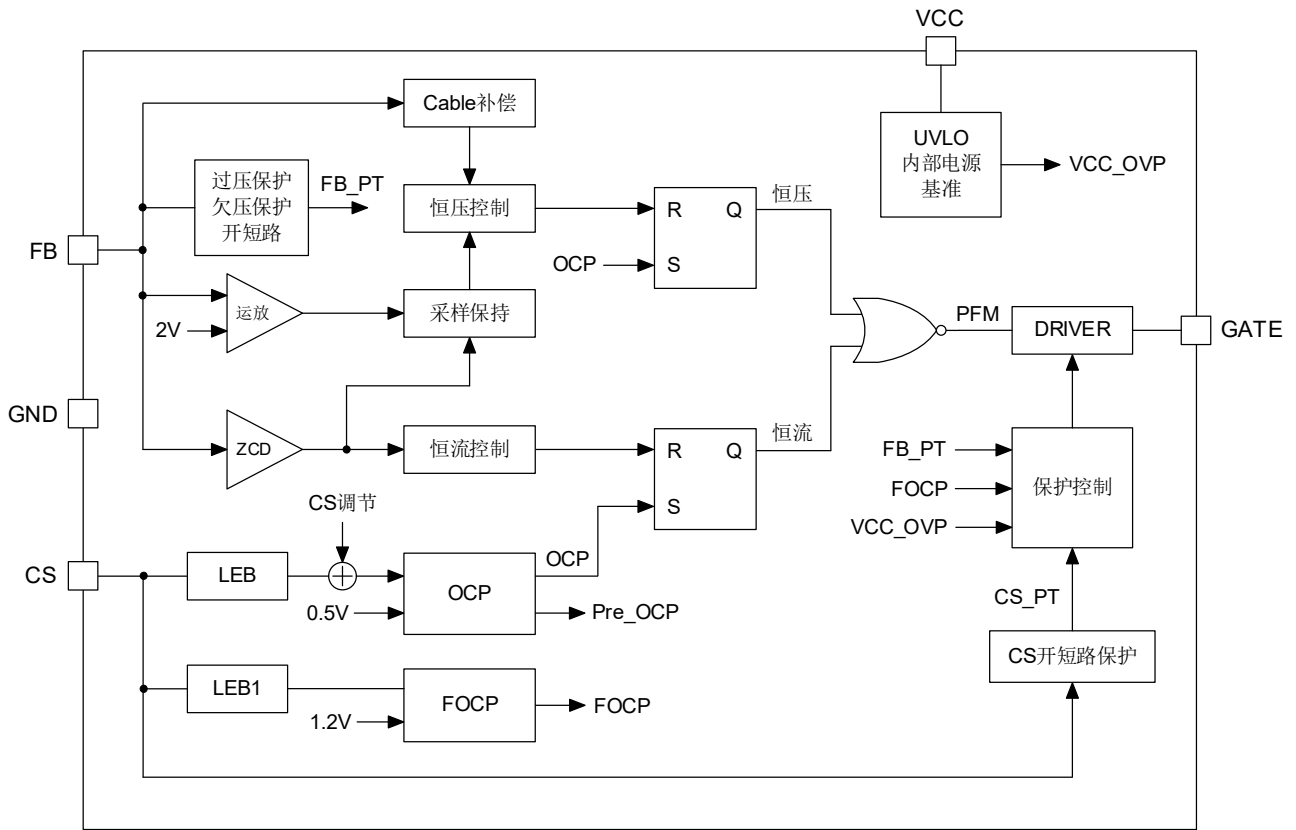 VCC
Cable补偿
UVLO
内部电源
基准
VCC_OVP
过压保护
欠压保护
开短路
FB_PT
恒压控制
R
Q
S
恒压
OCP
FB
运放
2V
采样保持
PFM
DRIVER
GATE
GND
ZCD
恒流控制
R
Q
S
恒流
FB_PT
FOCP
VCC_OVP
保护控制
CS调节
CS
LEB
0.5V
OCP
OCP
Pre_OCP
CS_PT
CS开短路保护
LEB1
1.2V
FOCP
FOCP